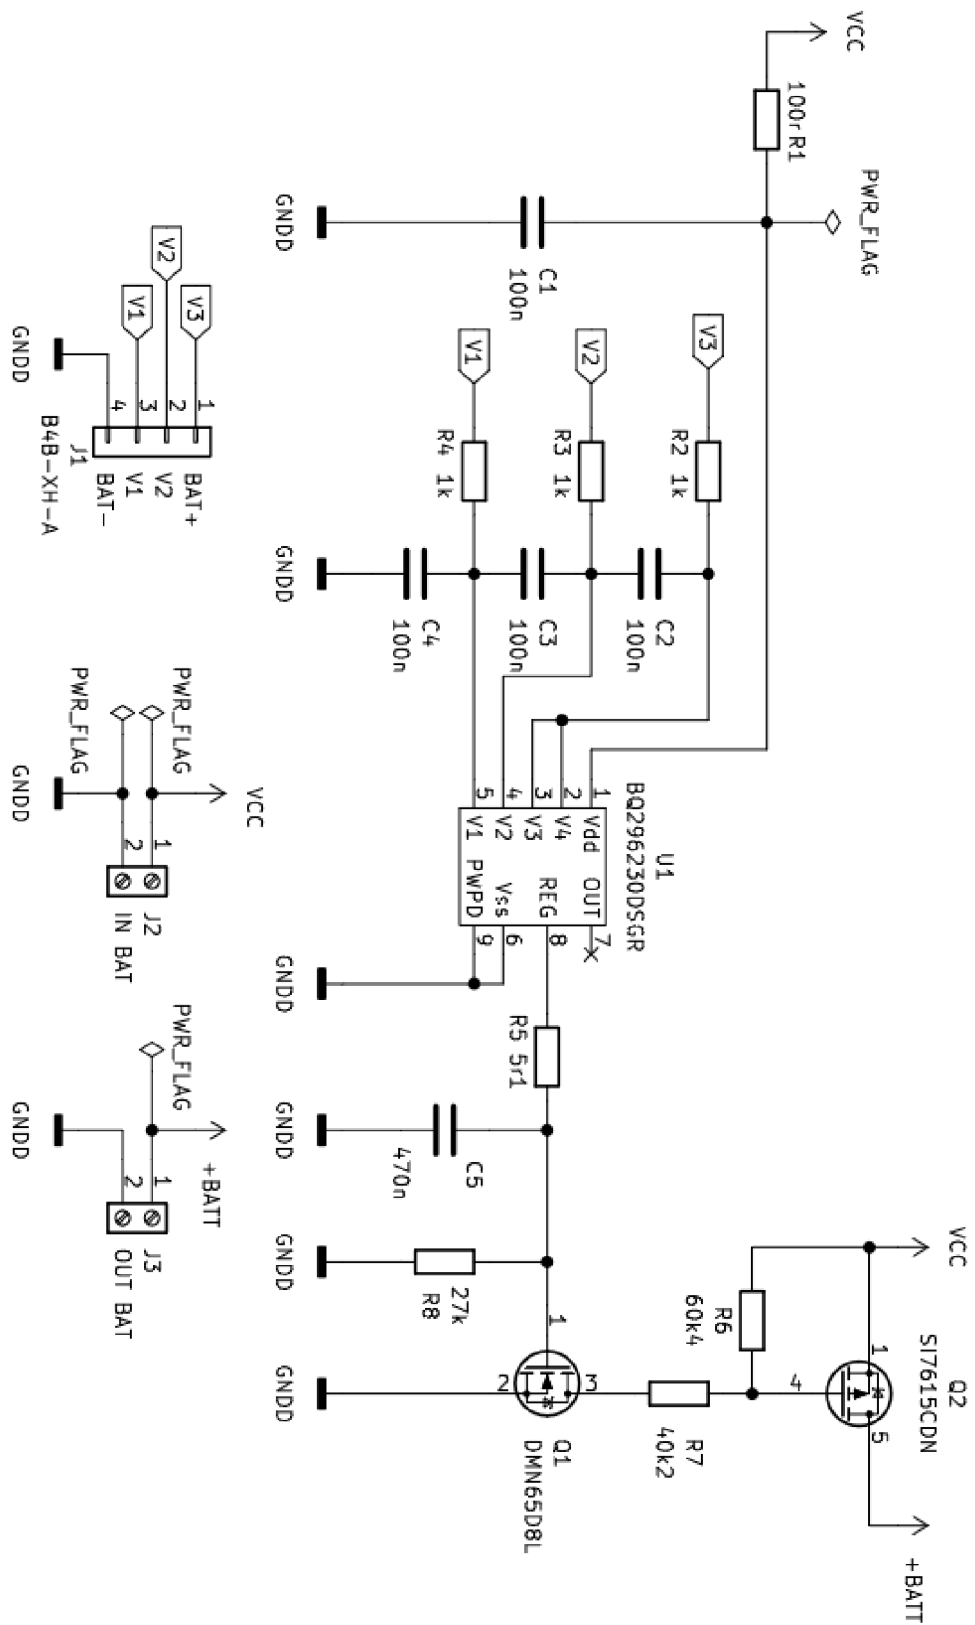 VCC
100r R1
PWR_FLAG
GNDD
C1
100n
V1
V2
V3
R4 1k
R3 1k
R2 1k
GNDD
C4
100n
C3
100n
C2
100n
U1
BQ296230DSGR
1 Vdd
2 V4
3 V3
4 V2
5 V1
OUT 7
REG 8
Vss 6
PWPD 9
GNDD
R5 5r1
C5
470n
GNDD
27k
R8
GNDD
1
2
3
Q1
DMN65D8L
GNDD
R7
40k2
R6
60k4
VCC
1
4
5
Q2
SI7615CDN
+BATT
V3
V2
V1
GNDD
1
2
3
4
BAT+
V2
V1
BAT-
J1
B4B-XH-A
PWR_FLAG
PWR_FLAG
VCC
GNDD
1
2
J2
IN BAT
PWR_FLAG
+BATT
GNDD
1
2
J3
OUT BAT